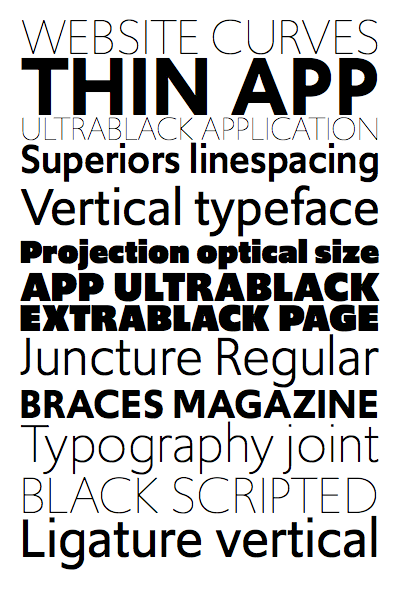 WEBSITE CURVES
THIN APP
ULTRABLACK APPLICATION
Superiors linespacing
Vertical typeface
Projection optical size
APP ULTRABLACK
EXTRABLACK PAGE
Juncture Regular
BRACES MAGAZINE
Typography joint
BLACK SCRIPTED
Ligature vertical